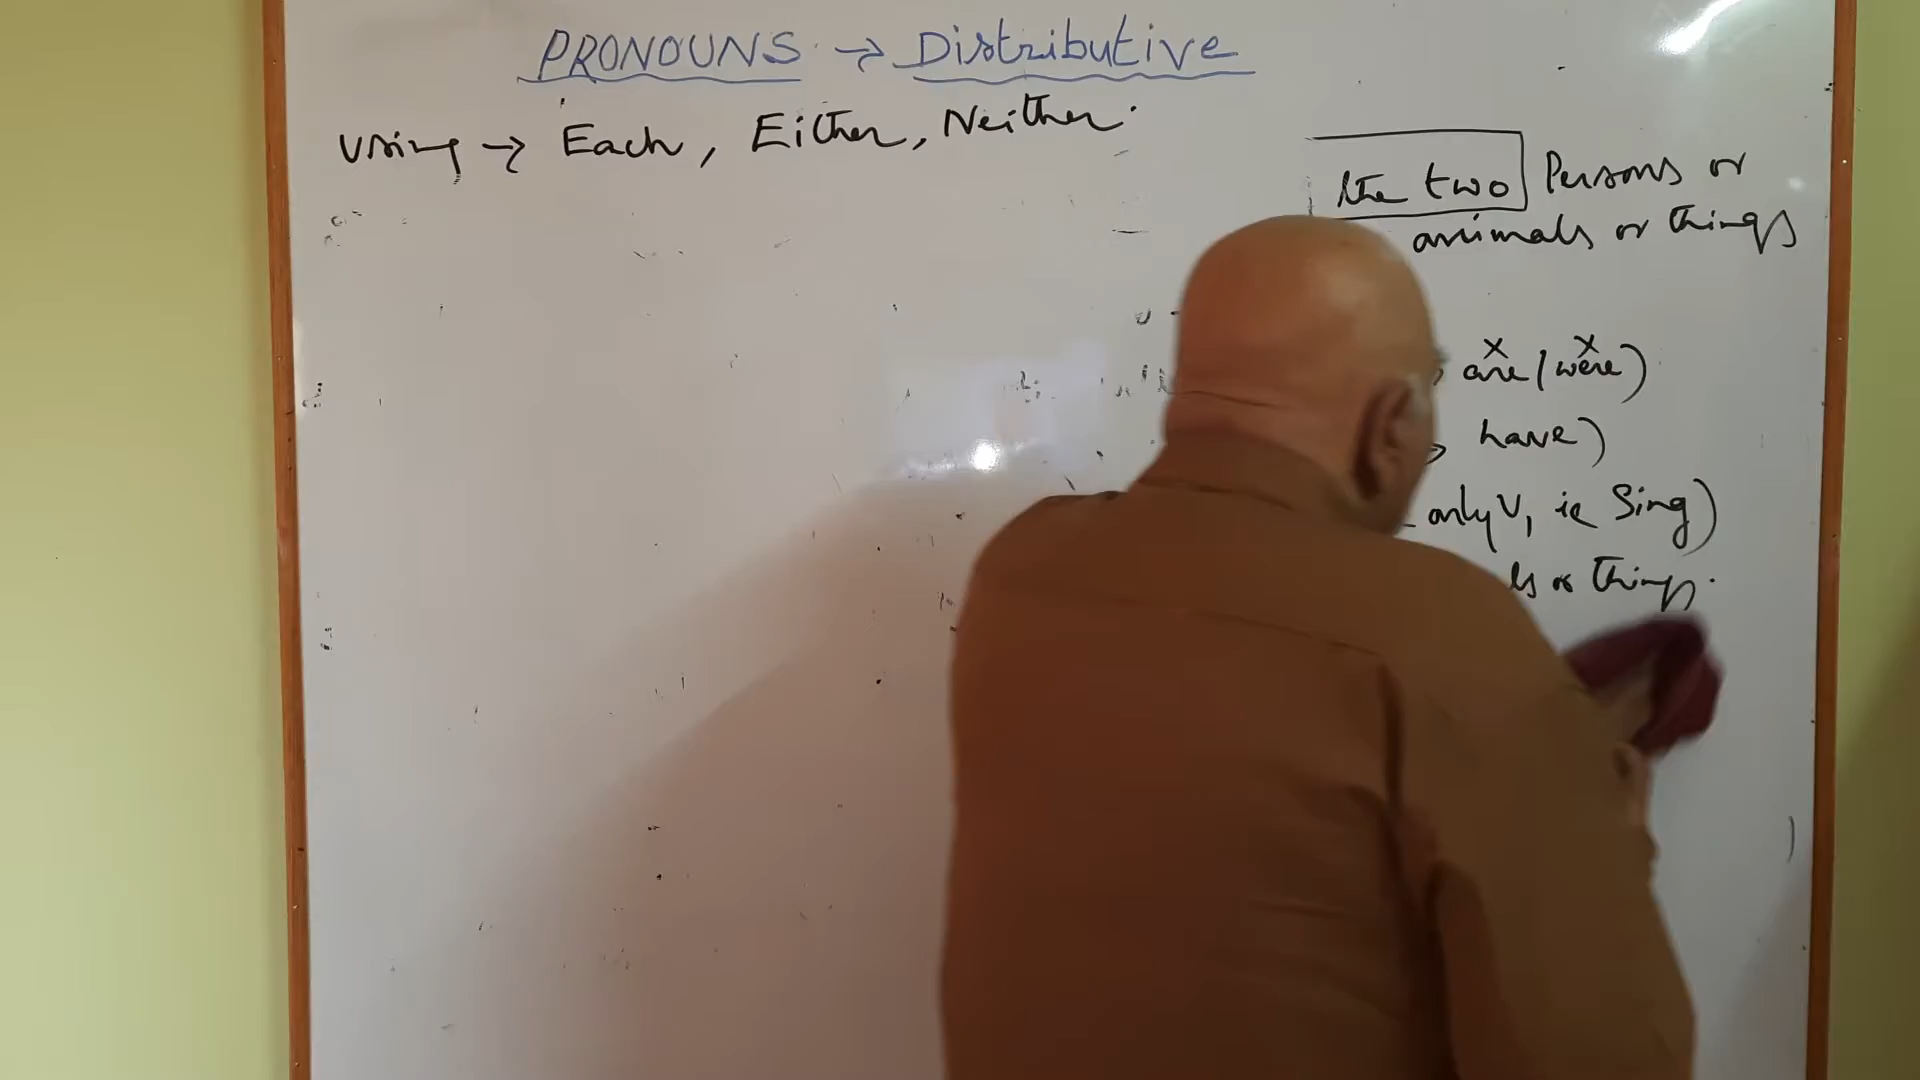 PRONOUNS → Distributive
using → Each, Either, Neither.
the two Persons or
animals or things
x x
are / were)
have)
only V1 ie Sing)
ls or things.
)